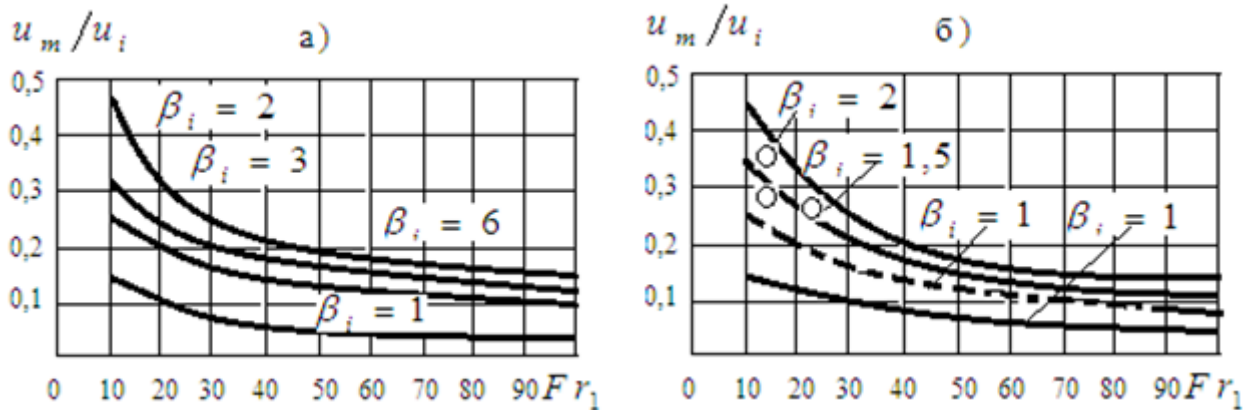 u m / u i
а)
0,5
0,4
0,3
0,2
0,1
β i = 2
β i = 3
β i = 6
β i = 1
0 10 20 30 40 50 60 70 80 90 F r 1
u m / u i
б)
0,5
0,4
0,3
0,2
0,1
β i = 2
β i = 1,5
β i = 1
β i = 1
0 10 20 30 40 50 60 70 80 90 F r 1